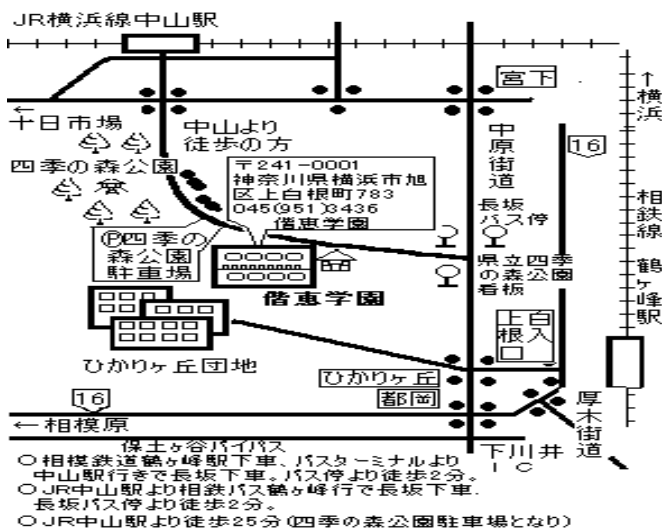 JR横浜線中山駅
宮下
←
十日市場
中山より
徒歩の方
四季の森公園
〒241-0001
神奈川県横浜市旭
区上白根町783
045(951)3436
偕恵学園
中原街道
16
↑横浜
相鉄線
鶴ヶ峰駅
長坂
バス停
Ⓟ四季の
森公園
駐車場
偕恵学園
県立四季
の森公園
看板
上白
根入
口
ひかりヶ丘団地
ひかりヶ丘
都岡
16
←相模原
厚木街道
保土ヶ谷バイパス
下川井
IC
○相模鉄道鶴ヶ峰駅下車、バスターミナルより
中山駅行きで長坂下車。バス停より徒歩2分。
○JR中山駅より相鉄バス鶴ヶ峰行で長坂下車.
長坂バス停より徒歩2分。
○JR中山駅より徒歩25分(四季の森公園駐車場となり)